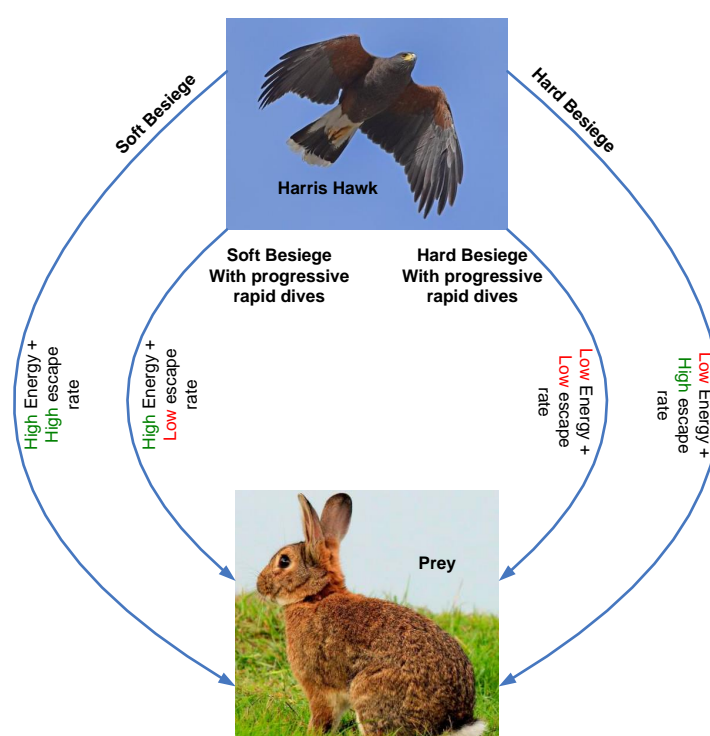 Soft Besiege
Hard Besiege
Harris Hawk
Soft Besiege
With progressive
rapid dives
Hard Besiege
With progressive
rapid dives
High Energy +
High escape
rate
High Energy +
Low escape
rate
Low Energy +
Low escape
rate
Low Energy +
High escape
rate
Prey